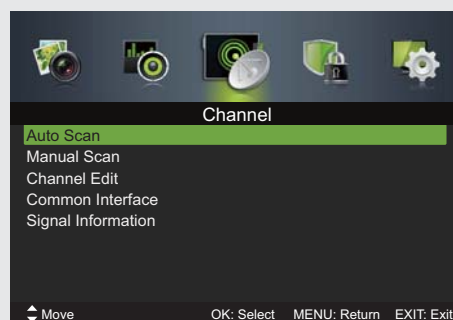 Channel
Auto Scan
Manual Scan
Channel Edit
Common Interface
Signal Information
Move OK: Select MENU: Return EXIT: Exit